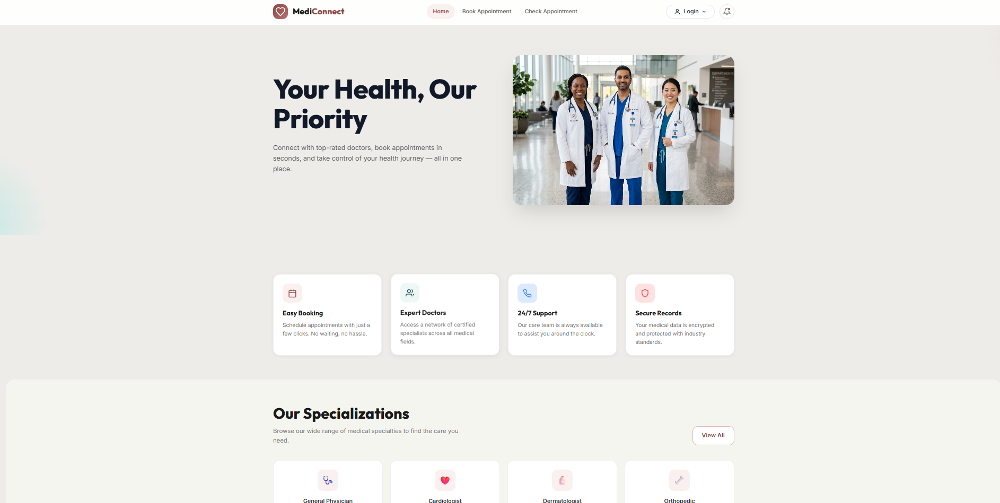 MediConnect
Home
Book Appointment
Check Appointment
Login
Your Health, Our
Priority
Connect with top-rated doctors, book appointments in
seconds, and take control of your health journey — all in one
place.
DEPARTMENTS
Easy Booking
Schedule appointments with just a
few clicks. No waiting, no hassle.
Expert Doctors
Access a network of certified
specialists across all medical
fields.
24/7 Support
Our care team is always available
to assist you around the clock.
Secure Records
Your medical data is encrypted
and protected with industry
standards.
Our Specializations
Browse our wide range of medical specialties to find the care you
need.
View All
General Physician
Cardiologist
Dermatologist
Orthopedic